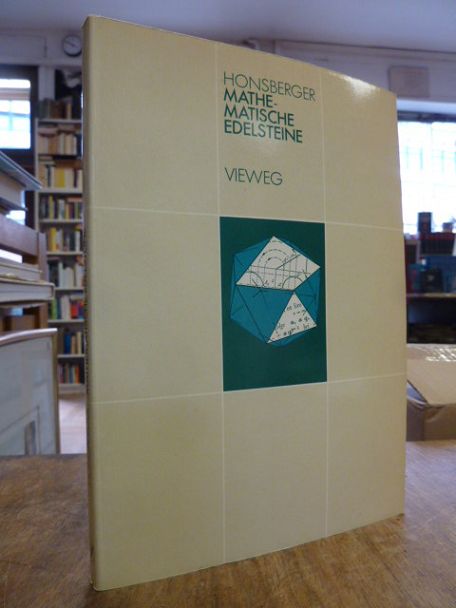 HONSBERGER
MATHE-
MATISCHE
EDELSTEINE
VIEWEG